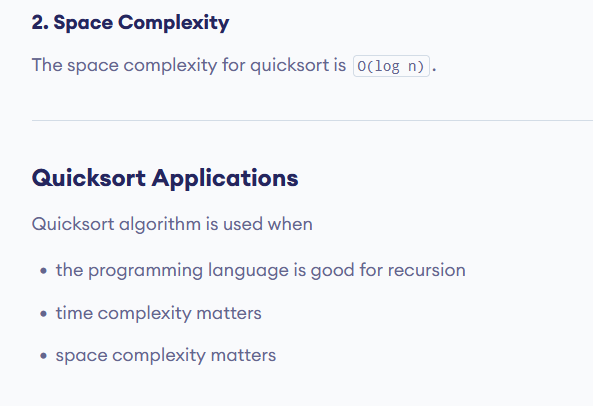 2. Space Complexity
The space complexity for quicksort is O(log n) .
Quicksort Applications
Quicksort algorithm is used when
• the programming language is good for recursion
• time complexity matters
• space complexity matters